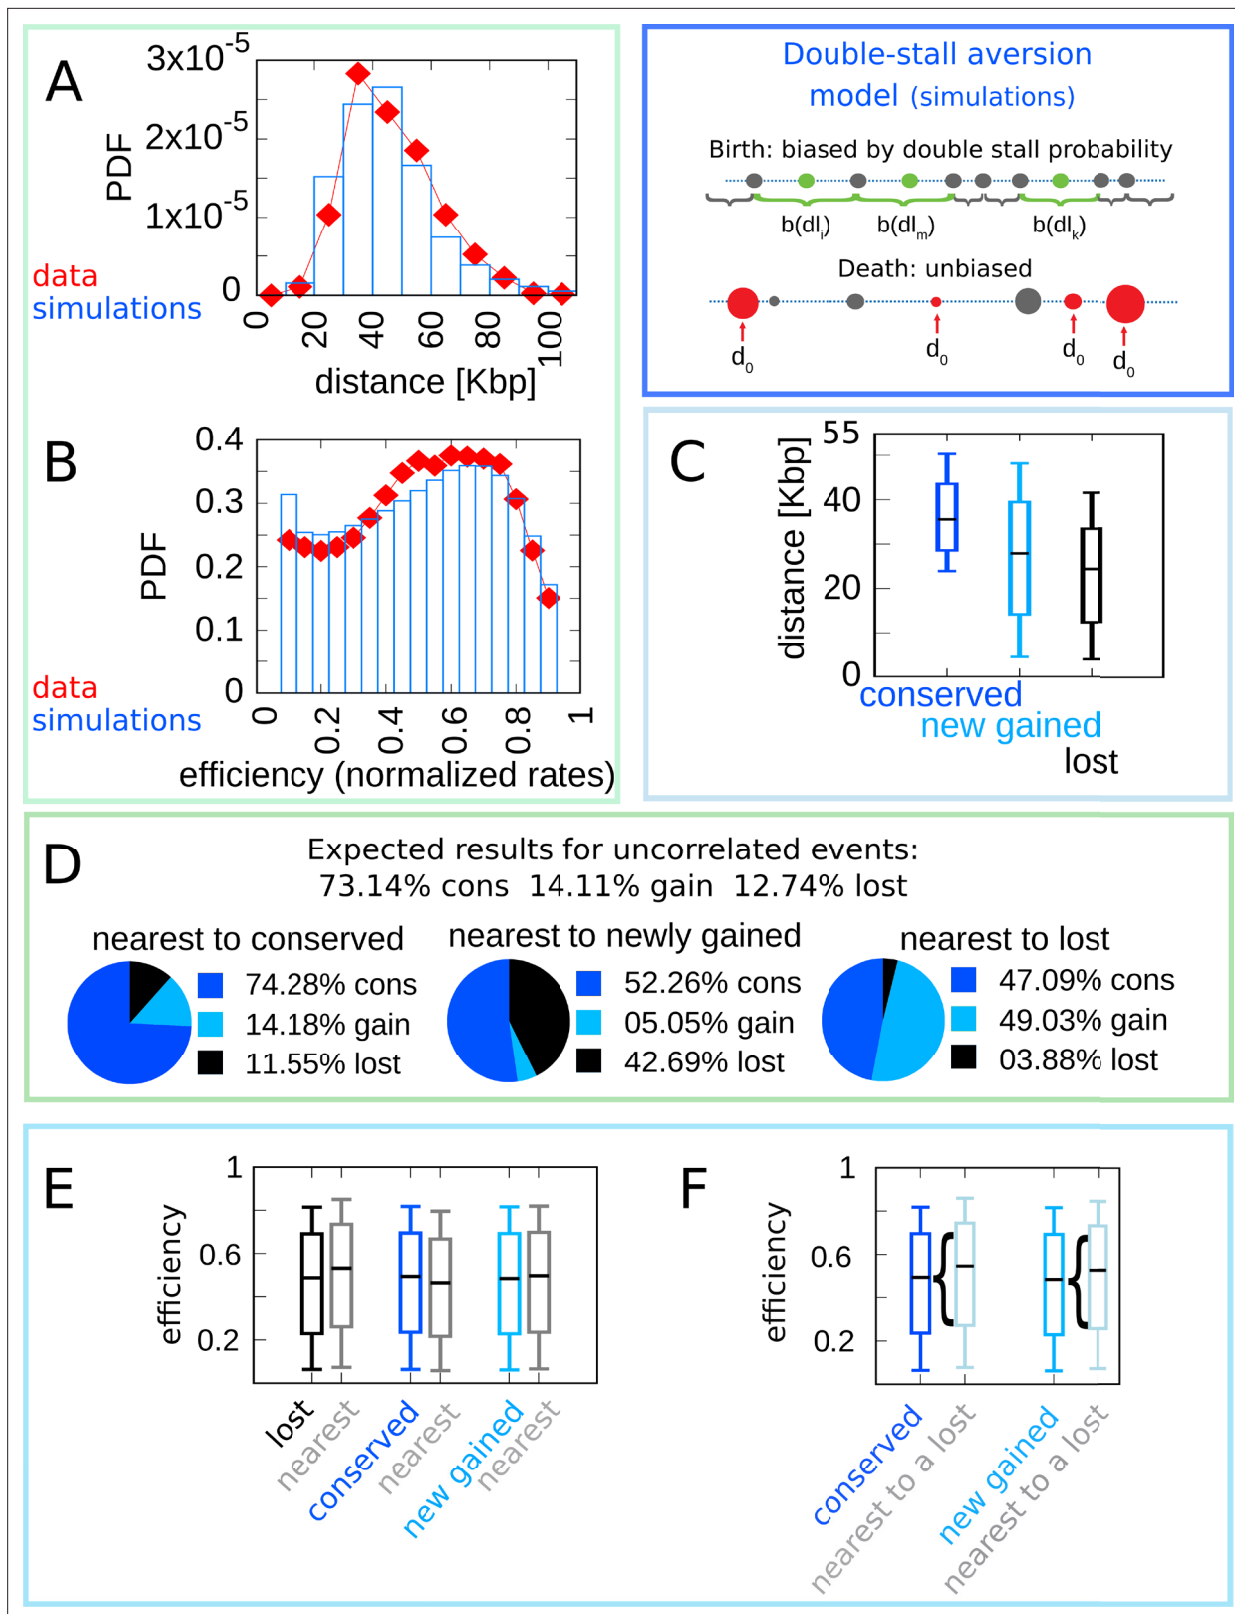 A
3x10-5
2x10-5
1x10-5
0
PDF
data
simulations
0
20
40
60
80
100
distance [Kbp]
Double-stall aversion
model (simulations)
Birth: biased by double stall probability
b(dli) b(dlm) b(dlk)
Death: unbiased
d0 d0 d0 d0
B
0.4
0.3
0.2
0.1
0
PDF
data
simulations
0
0.2
0.4
0.6
0.8
1
efficiency (normalized rates)
C
55
40
20
0
distance [Kbp]
conserved
new gained
lost
D
Expected results for uncorrelated events:
73.14% cons 14.11% gain 12.74% lost
nearest to conserved
74.28% cons
14.18% gain
11.55% lost
nearest to newly gained
52.26% cons
05.05% gain
42.69% lost
nearest to lost
47.09% cons
49.03% gain
03.88% lost
E
1
0.6
0.2
efficiency
lost
nearest
conserved
nearest
new gained
nearest
F
1
0.6
0.2
efficiency
{
{
conserved
nearest to a lost
new gained
nearest to a lost